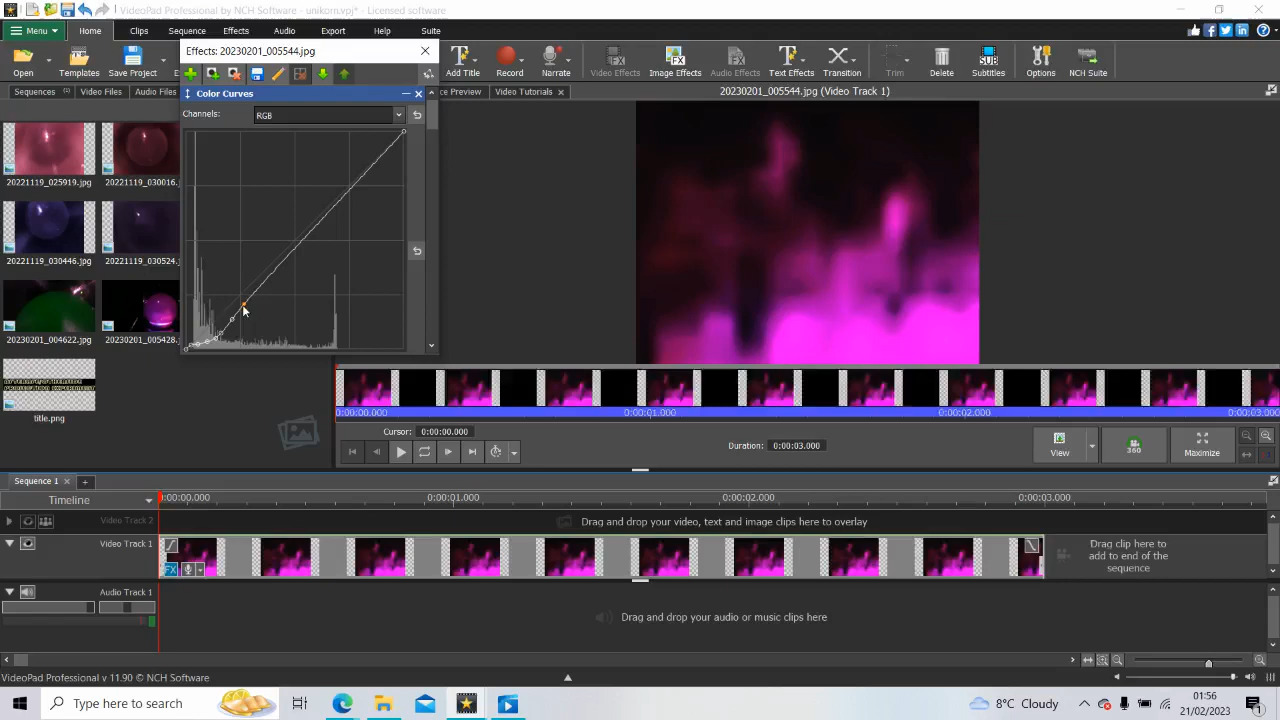 VideoPad Professional by NCH Software - unikorn.vpj* - Licensed software
Menu Home Clips Sequence Effects Audio Export Help Suite
Effects: 20230201_005544.jpg
Open Templates Save Project Add Title Record Narrate Video Effects Image Effects Audio Effects Text Effects Transition Trim Delete Subtitles Options NCH Suite
Sequences (1) Video Files Audio Files
Color Curves
Channels: RGB
Video Tutorials
20230201_005544.jpg (Video Track 1)
20221119_025919.jpg 20221119_030016.j
20221119_030446.jpg 20221119_030524.
20230201_004622.jpg 20230201_005428.
title.png
0:00:00.000 0:00:01.000 0:00:02.000 0:00:03.000
Cursor: 0:00:00.000
Duration: 0:00:03.000
View 360 Maximize
Sequence 1 +
Timeline 0:00:00.000 0:00:01.000 0:00:02.000 0:00:03.000
Video Track 2 Drag and drop your video, text and image clips here to overlay
Video Track 1 FX
Drag clip here to
add to end of the
sequence
Audio Track 1 Drag and drop your audio or music clips here
VideoPad Professional v 11.90 © NCH Software
Type here to search
8°C Cloudy
01:56
21/02/2023